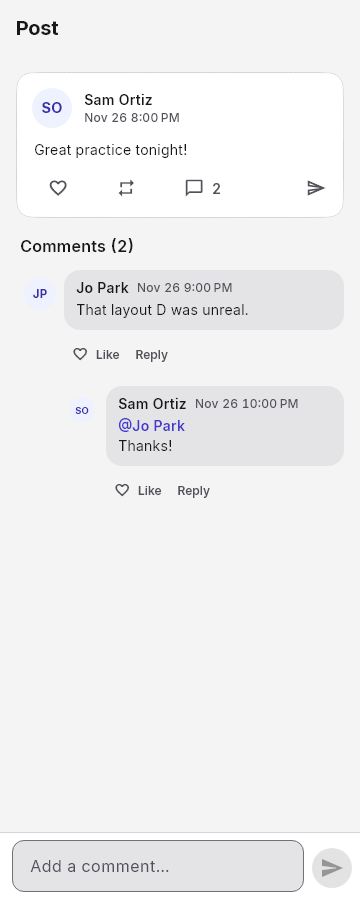 Post
SO
Sam Ortiz
Nov 26 8:00 PM
Great practice tonight!
2
Comments (2)
JP
Jo Park Nov 26 9:00 PM
That layout D was unreal.
Like Reply
SO
Sam Ortiz Nov 26 10:00 PM
@Jo Park
Thanks!
Like Reply
Add a comment...